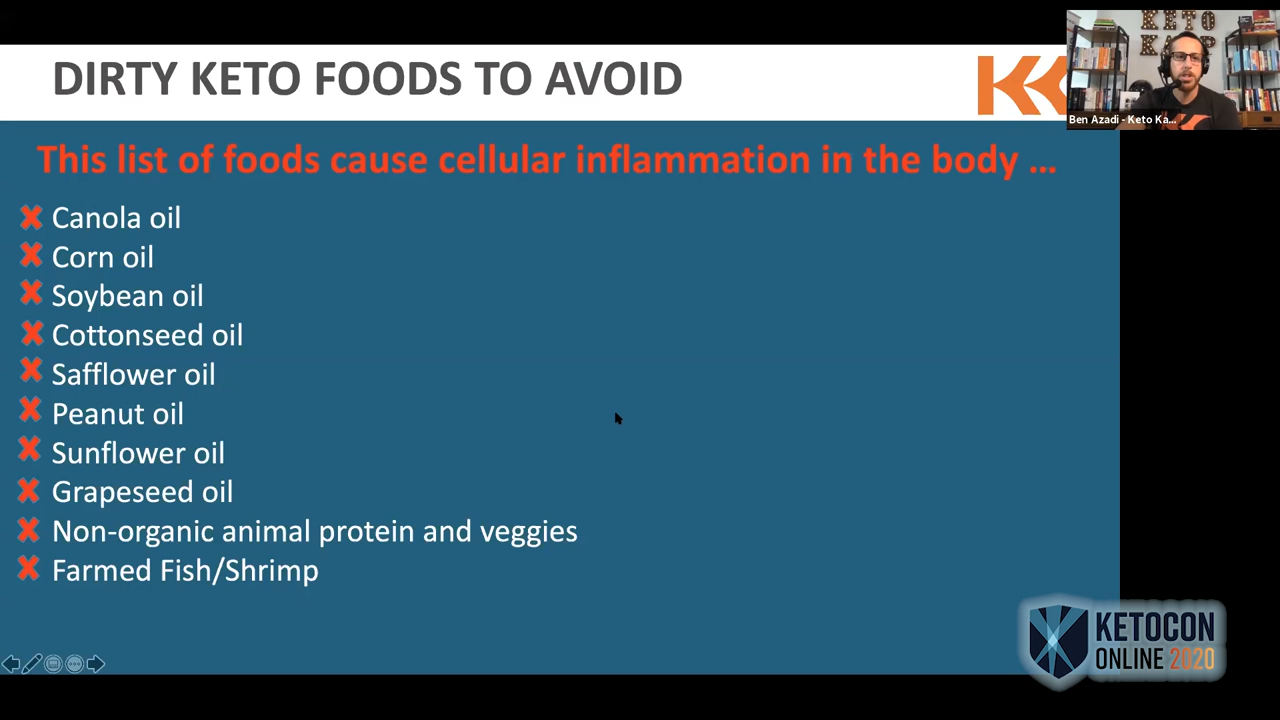 DIRTY KETO FOODS TO AVOID
KETO
Ben Azadi - Keto Ka...
This list of foods cause cellular inflammation in the body ...
Canola oil
Corn oil
Soybean oil
Cottonseed oil
Safflower oil
Peanut oil
Sunflower oil
Grapeseed oil
Non-organic animal protein and veggies
Farmed Fish/Shrimp
KETOCON
ONLINE 2020